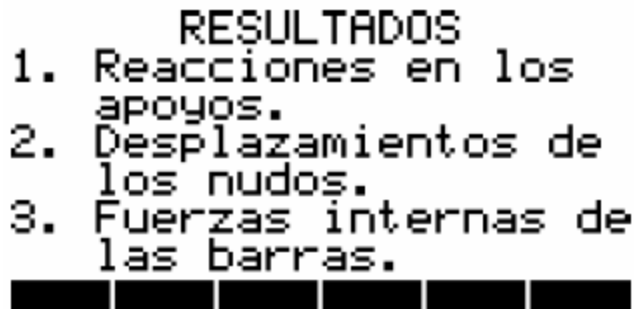 RESULTADOS
1. Reacciones en los
apoyos.
2. Desplazamientos de
los nudos.
3. Fuerzas internas de
las barras.